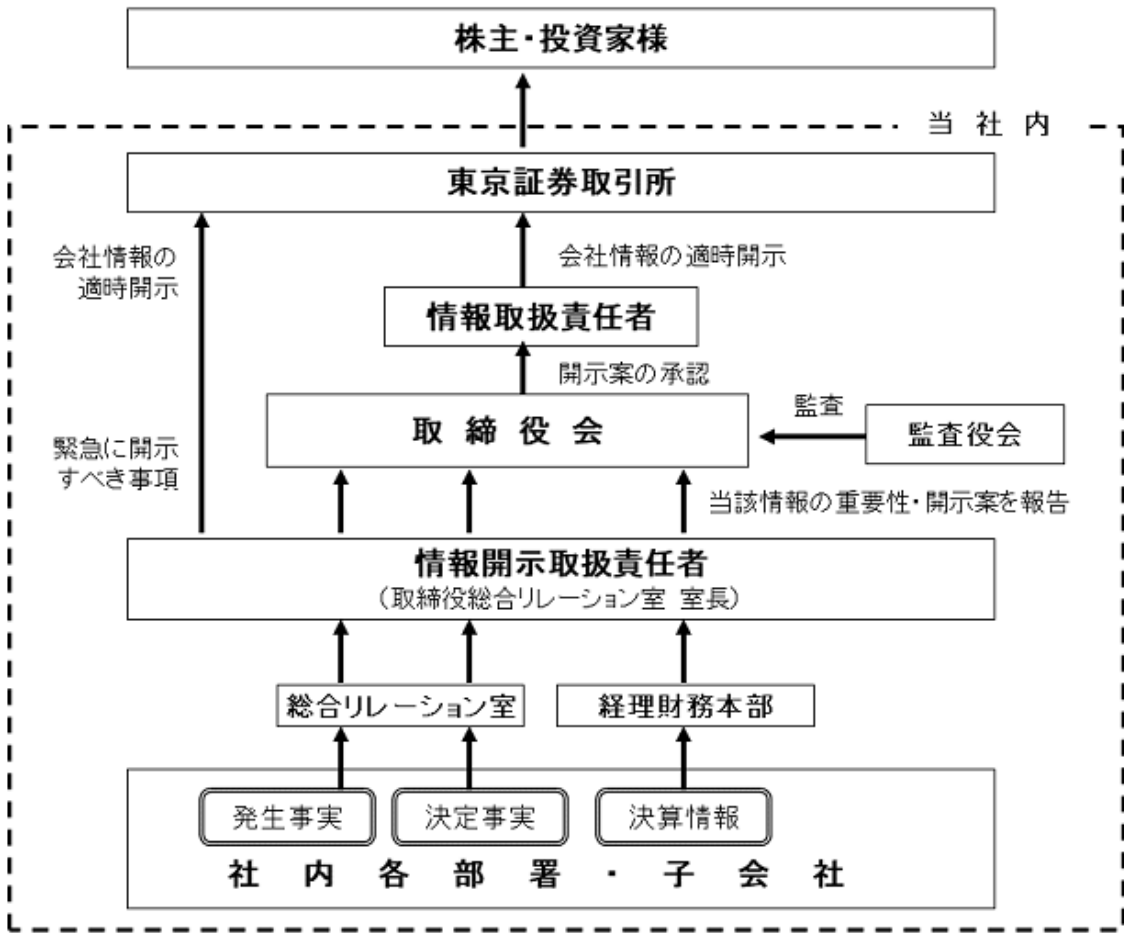 株主・投資家様
当社内
東京証券取引所
会社情報の
適時開示
会社情報の適時開示
情報取扱責任者
開示案の承認
取締役会
監査
監査役会
緊急に開示
すべき事項
当該情報の重要性・開示案を報告
情報開示取扱責任者
（取締役総合リレーション室 室長）
総合リレーション室
経理財務本部
発生事実
決定事実
決算情報
社内各部署・子会社